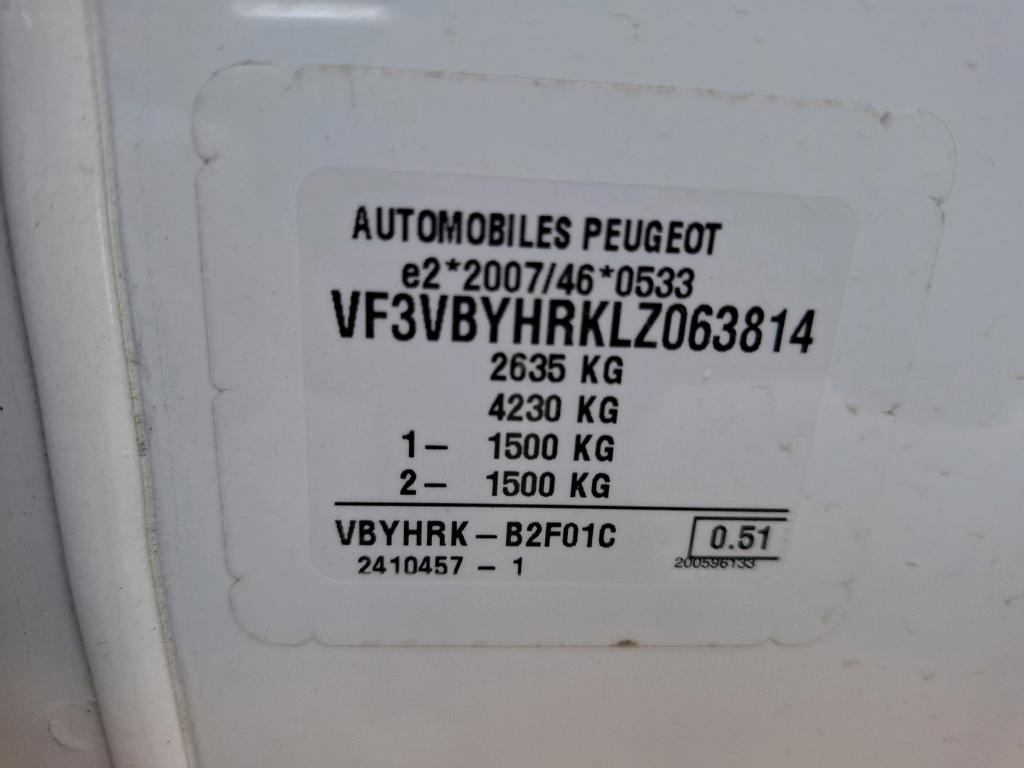 AUTOMOBILES PEUGEOT
e2*2007/46*0533
VF3VBYHRKLZ063814
2635 KG
4230 KG
1– 1500 KG
2– 1500 KG
VBYHRK – B2F01C 0.51
2410457 – 1 200596133